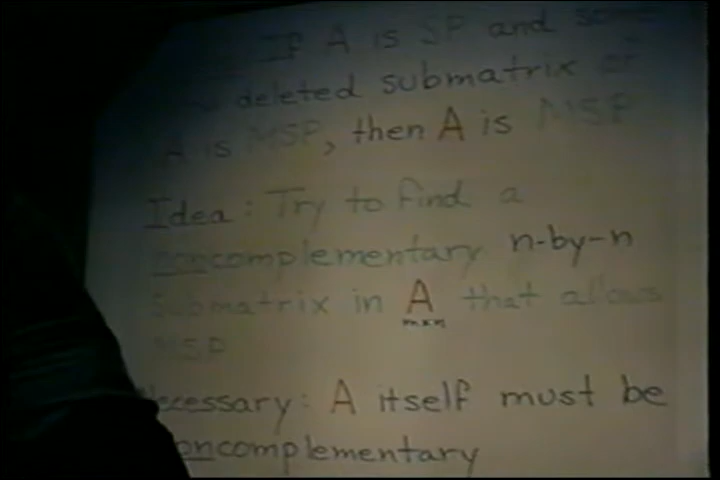 If A is SP and some
deleted submatrix of
A is MSP, then A is MSP
Idea: Try to find a
noncomplementary n-by-n
submatrix in A that allows
m×n
MSP
Necessary: A itself must be
noncomplementary